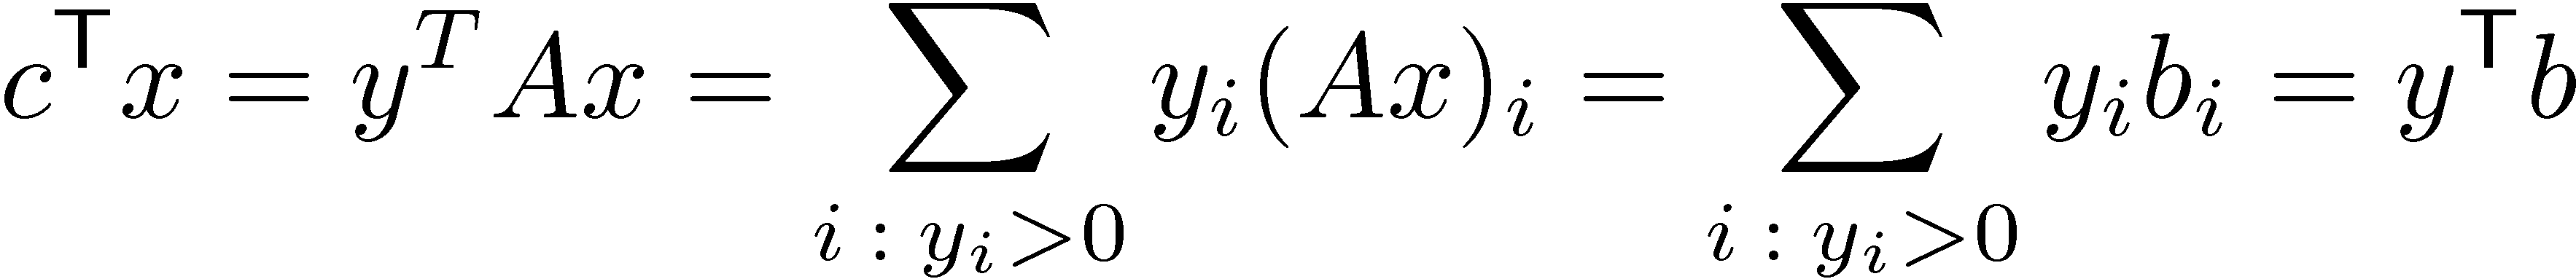 c^⊤ x = y^T Ax = ∑_{i : y_i>0} y_i(Ax)_i = ∑_{i : y_i>0} y_i b_i = y^⊤ b